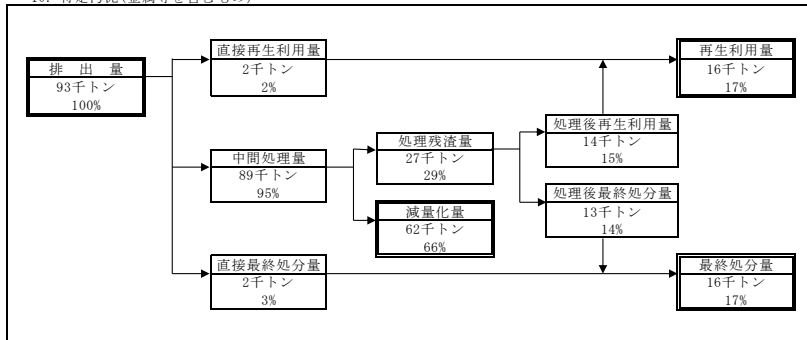 排 出 量
93千トン
100%
直接再生利用量
2千トン
2%
再生利用量
16千トン
17%
中間処理量
89千トン
95%
処理残渣量
27千トン
29%
処理後再生利用量
14千トン
15%
減量化量
62千トン
66%
処理後最終処分量
13千トン
14%
直接最終処分量
2千トン
3%
最終処分量
16千トン
17%